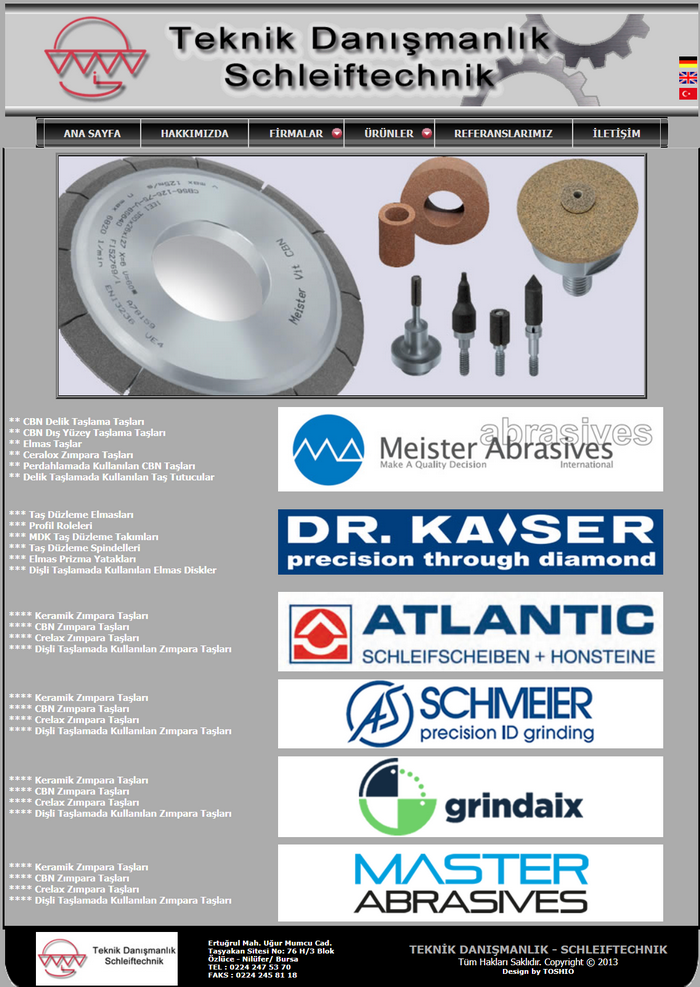 Teknik Danışmanlık
Schleiftechnik
ANA SAYFA
HAKKIMIZDA
FİRMALAR
ÜRÜNLER
REFERANSLARIMIZ
İLETİŞİM
Meister Vit CBN
EN13236
VE4
** CBN Delik Taşlama Taşları
** CBN Dış Yüzey Taşlama Taşları
** Elmas Taşlar
** Ceralox Zımpara Taşları
** Perdahlamada Kullanılan CBN Taşları
** Delik Taşlamada Kullanılan Taş Tutucular
abrasives
Meister Abrasives
Make A Quality Decision International
*** Taş Düzleme Elmasları
*** Profil Roleleri
*** MDK Taş Düzleme Takımları
*** Taş Düzleme Spindelleri
*** Elmas Prizma Yatakları
*** Dişli Taşlamada Kullanılan Elmas Diskler
DR. KAISER
precision through diamond
**** Keramik Zımpara Taşları
**** CBN Zımpara Taşları
**** Crelax Zımpara Taşları
**** Dişli Taşlamada Kullanılan Zımpara Taşları
ATLANTIC
SCHLEIFSCHEIBEN + HONSTEINE
**** Keramik Zımpara Taşları
**** CBN Zımpara Taşları
**** Crelax Zımpara Taşları
**** Dişli Taşlamada Kullanılan Zımpara Taşları
AS SCHMEIER
precision ID grinding
**** Keramik Zımpara Taşları
**** CBN Zımpara Taşları
**** Crelax Zımpara Taşları
**** Dişli Taşlamada Kullanılan Zımpara Taşları
grindaix
**** Keramik Zımpara Taşları
**** CBN Zımpara Taşları
**** Crelax Zımpara Taşları
**** Dişli Taşlamada Kullanılan Zımpara Taşları
MASTER
ABRASIVES
Teknik Danışmanlık
Schleiftechnik
Ertuğrul Mah. Uğur Mumcu Cad.
Taşyakan Sitesi No: 76 H/3 Blok
Özlüce - Nilüfer/ Bursa
TEL : 0224 247 53 70
FAKS : 0224 245 81 18
TEKNİK DANIŞMANLIK - SCHLEIFTECHNIK
Tüm Hakları Saklıdır. Copyright © 2013
Design by TOSHIO